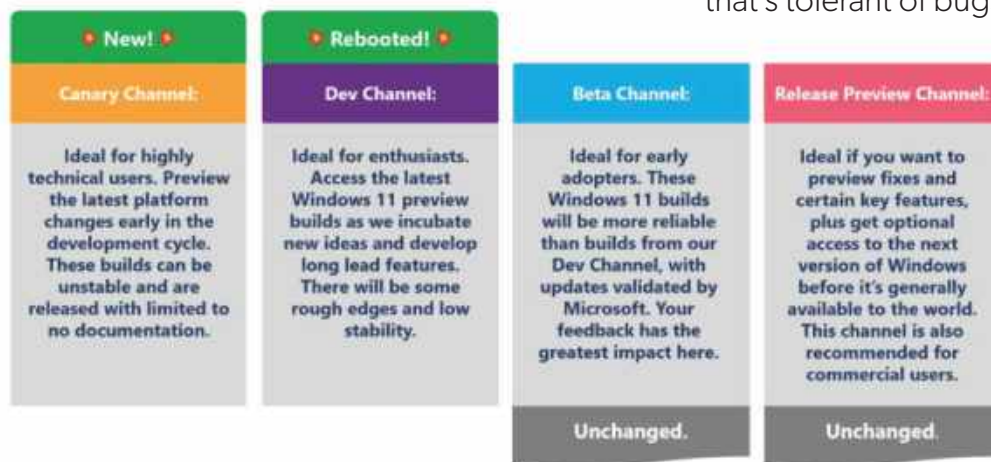 that's tolerant of bug
New!
Canary Channel:
Ideal for highly
technical users. Preview
the latest platform
changes early in the
development cycle.
These builds can be
unstable and are
released with limited to
no documentation.
Rebooted!
Dev Channel:
Ideal for enthusiasts.
Access the latest
Windows 11 preview
builds as we incubate
new ideas and develop
long lead features.
There will be some
rough edges and low
stability.
Beta Channel:
Ideal for early
adopters. These
Windows 11 builds
will be more reliable
than builds from our
Dev Channel, with
updates validated by
Microsoft. Your
feedback has the
greatest impact here.
Unchanged.
Release Preview Channel:
Ideal if you want to
preview fixes and
certain key features,
plus get optional
access to the next
version of Windows
before it's generally
available to the world.
This channel is also
recommended for
commercial users.
Unchanged.